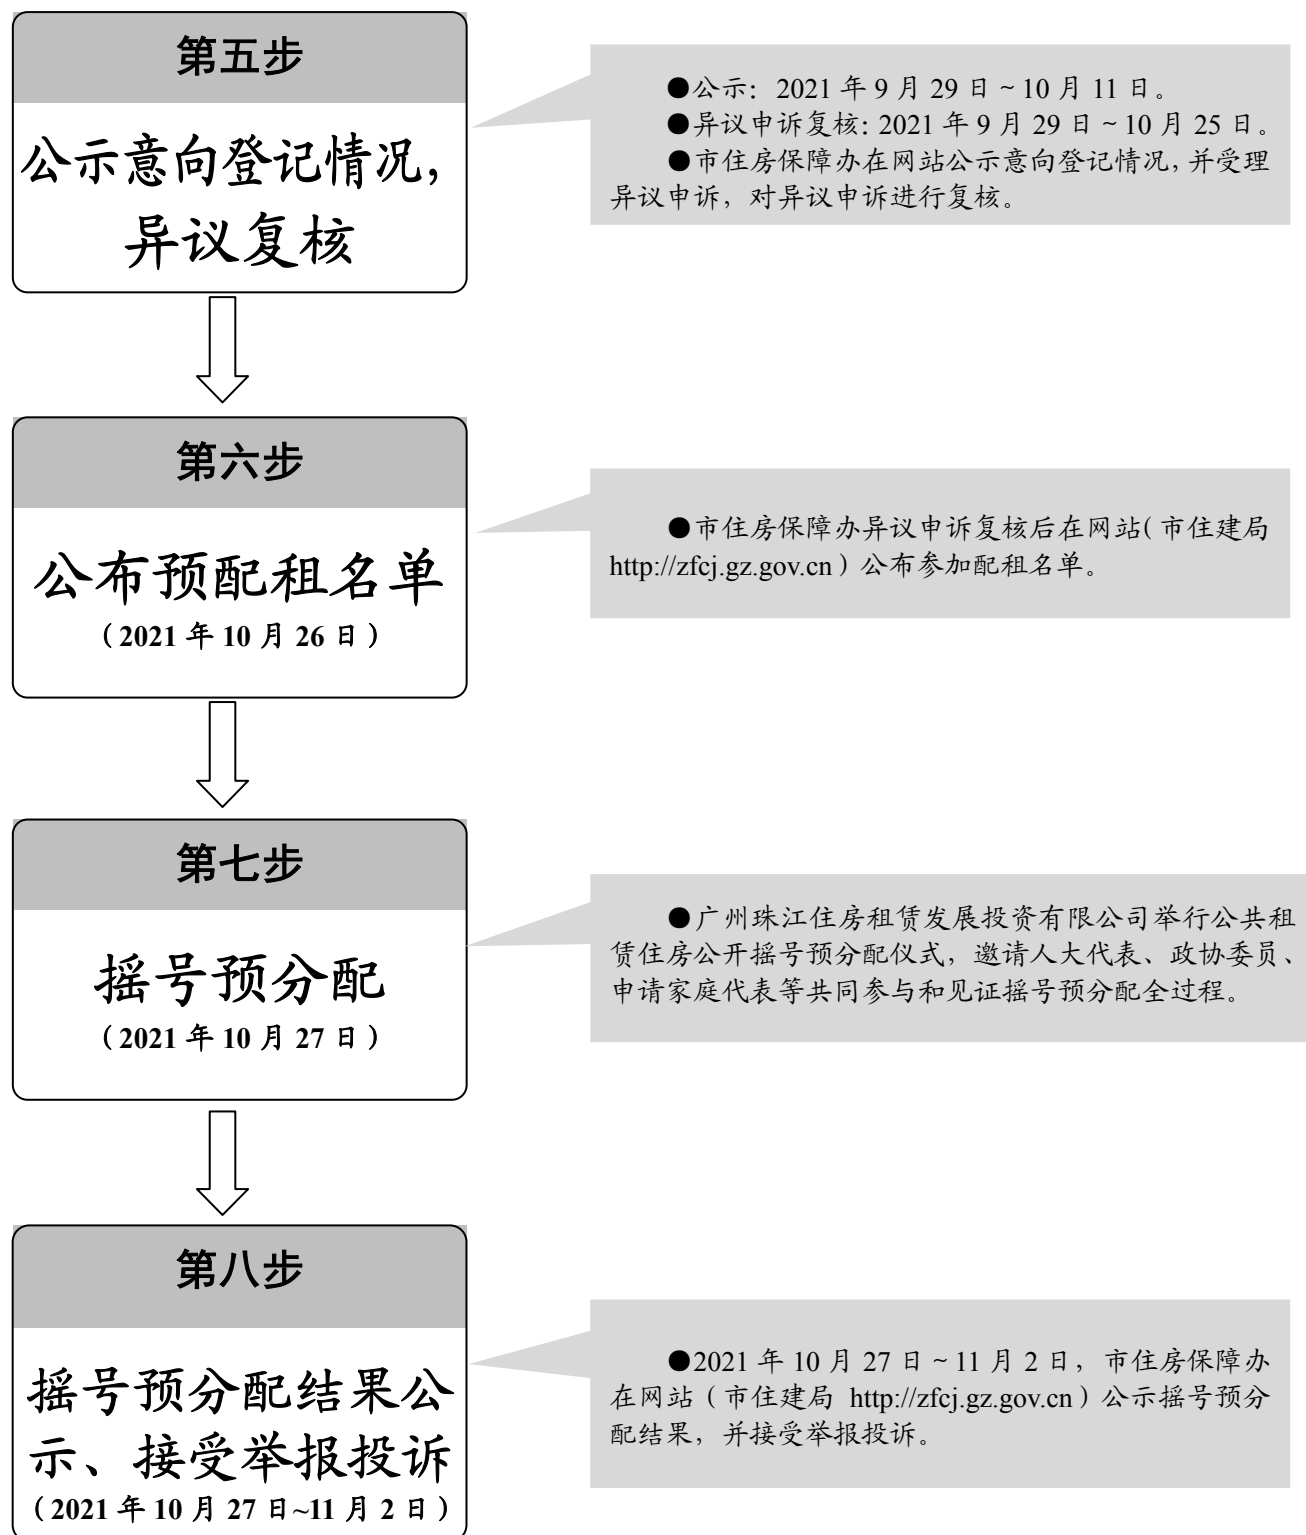 第五步
公示意向登记情况，
异议复核
●公示：2021 年 9 月 29 日～10 月 11 日。
●异议申诉复核：2021 年 9 月 29 日～10 月 25 日。
●市住房保障办在网站公示意向登记情况，并受理
异议申诉，对异议申诉进行复核。
第六步
公布预配租名单
（2021 年 10 月 26 日）
●市住房保障办异议申诉复核后在网站（市住建局
http://zfcj.gz.gov.cn）公布参加配租名单。
第七步
摇号预分配
（2021 年 10 月 27 日）
●广州珠江住房租赁发展投资有限公司举行公共租
赁住房公开摇号预分配仪式，邀请人大代表、政协委员、
申请家庭代表等共同参与和见证摇号预分配全过程。
第八步
摇号预分配结果公
示、接受举报投诉
（2021 年 10 月 27 日~11 月 2 日）
●2021 年 10 月 27 日～11 月 2 日，市住房保障办
在网站（市住建局 http://zfcj.gz.gov.cn）公示摇号预分
配结果，并接受举报投诉。